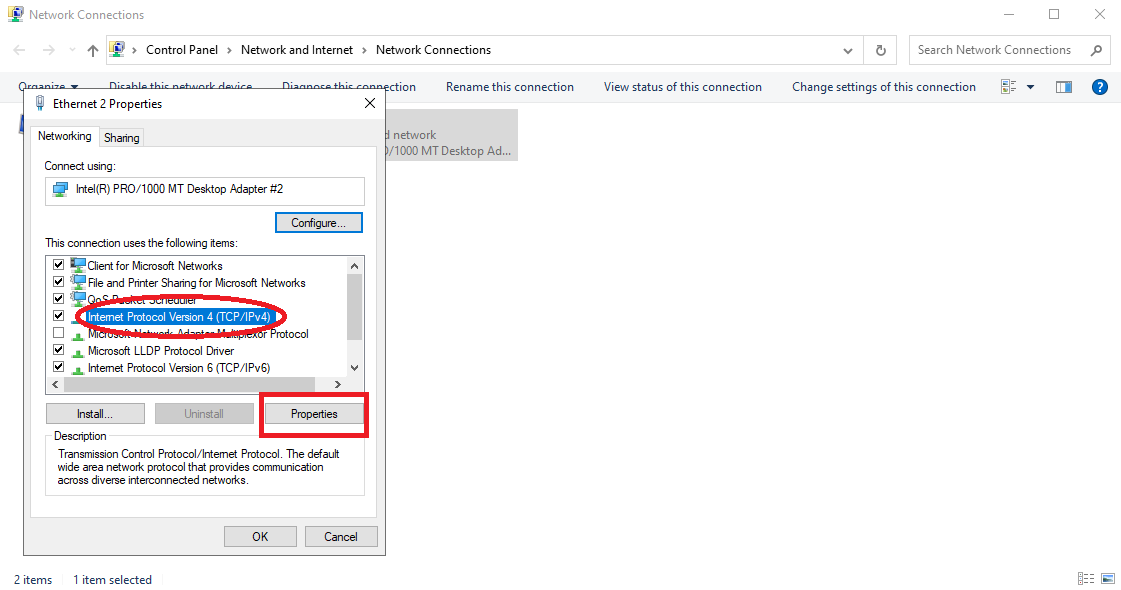 Network Connections
Control Panel > Network and Internet > Network Connections
Search Network Connections
Organize
Disable this network device
Diagnose this connection
Rename this connection
View status of this connection
Change settings of this connection
Ethernet 2 Properties
d network
O/1000 MT Desktop Ad...
Networking
Sharing
Connect using:
Intel(R) PRO/1000 MT Desktop Adapter #2
Configure...
This connection uses the following items:
Client for Microsoft Networks
File and Printer Sharing for Microsoft Networks
QoS Packet Scheduler
Internet Protocol Version 4 (TCP/IPv4)
Microsoft Network Adapter Multiplexor Protocol
Microsoft LLDP Protocol Driver
Internet Protocol Version 6 (TCP/IPv6)
Install...
Uninstall
Properties
Description
Transmission Control Protocol/Internet Protocol. The default
wide area network protocol that provides communication
across diverse interconnected networks.
OK
Cancel
2 items
1 item selected